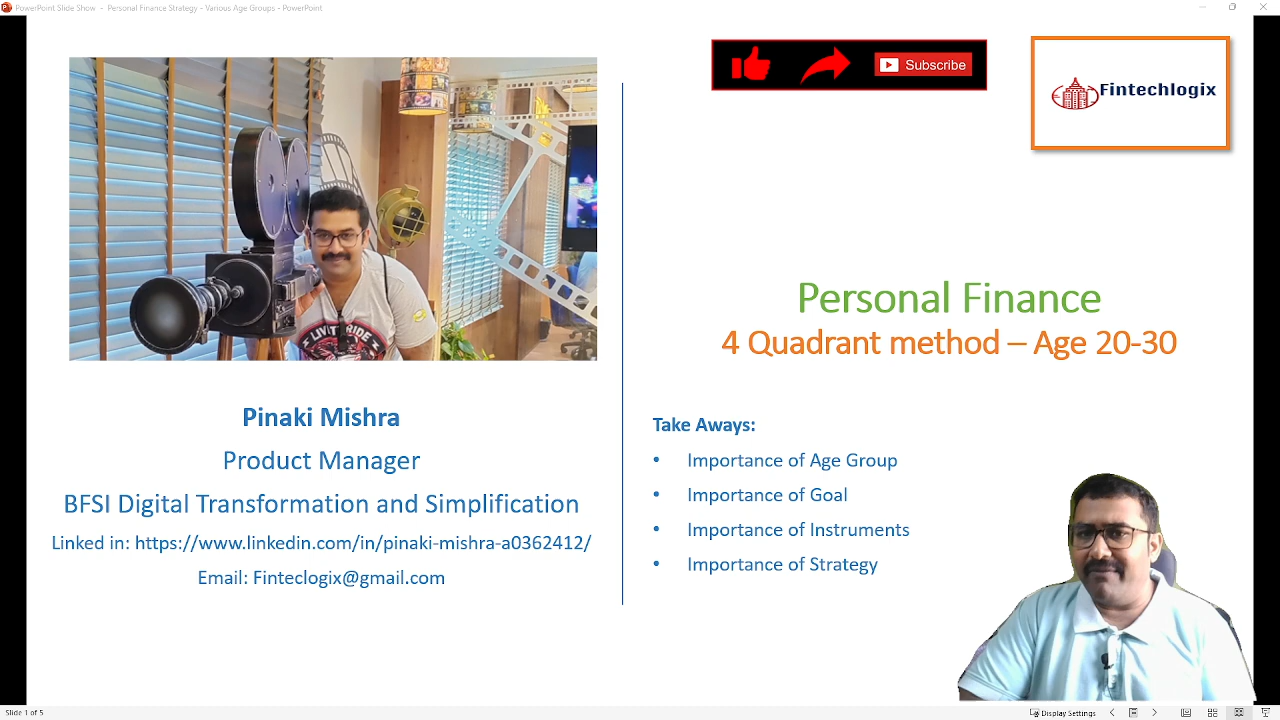 PowerPoint Slide Show - Personal Finance Strategy - Various Age Groups - PowerPoint
Subscribe
Fintechlogix
Personal Finance
4 Quadrant method – Age 20-30
Pinaki Mishra
Product Manager
BFSI Digital Transformation and Simplification
Linked in: https://www.linkedin.com/in/pinaki-mishra-a0362412/
Email: Finteclogix@gmail.com
Take Aways:
• Importance of Age Group
• Importance of Goal
• Importance of Instruments
• Importance of Strategy
Slide 1 of 5
Display Settings